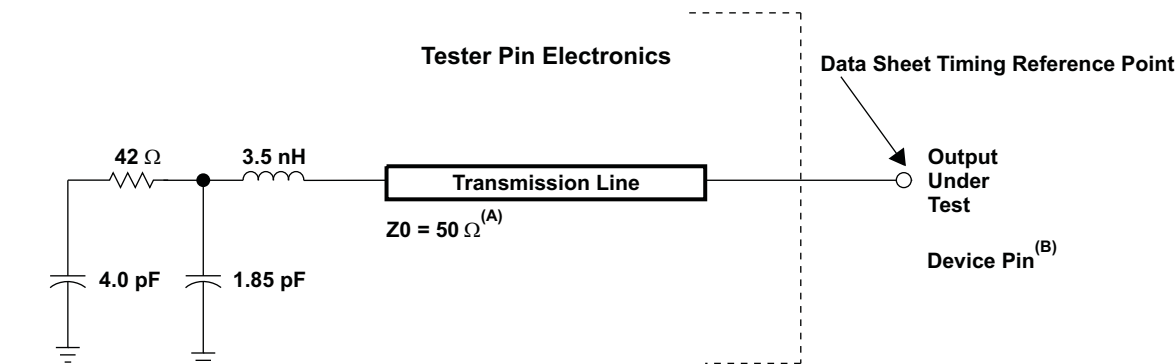 Tester Pin Electronics
Data Sheet Timing Reference Point
42 Ω
3.5 nH
Transmission Line
Output
Under
Test
Z0 = 50 Ω(A)
Device Pin(B)
4.0 pF
1.85 pF